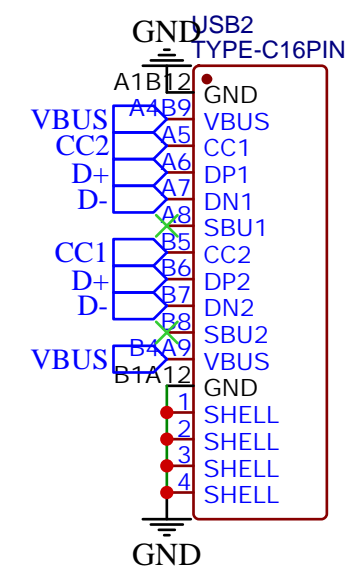 GND
USB2
TYPE-C16PIN
A1B12 GND
VBUS A4B9 VBUS
CC2 A5 CC1
D+ A6 DP1
D- A7 DN1
A8 SBU1
CC1 B5 CC2
D+ B6 DP2
D- B7 DN2
B8 SBU2
VBUS B4A9 VBUS
B1A12 GND
1 SHELL
2 SHELL
3 SHELL
4 SHELL
GND